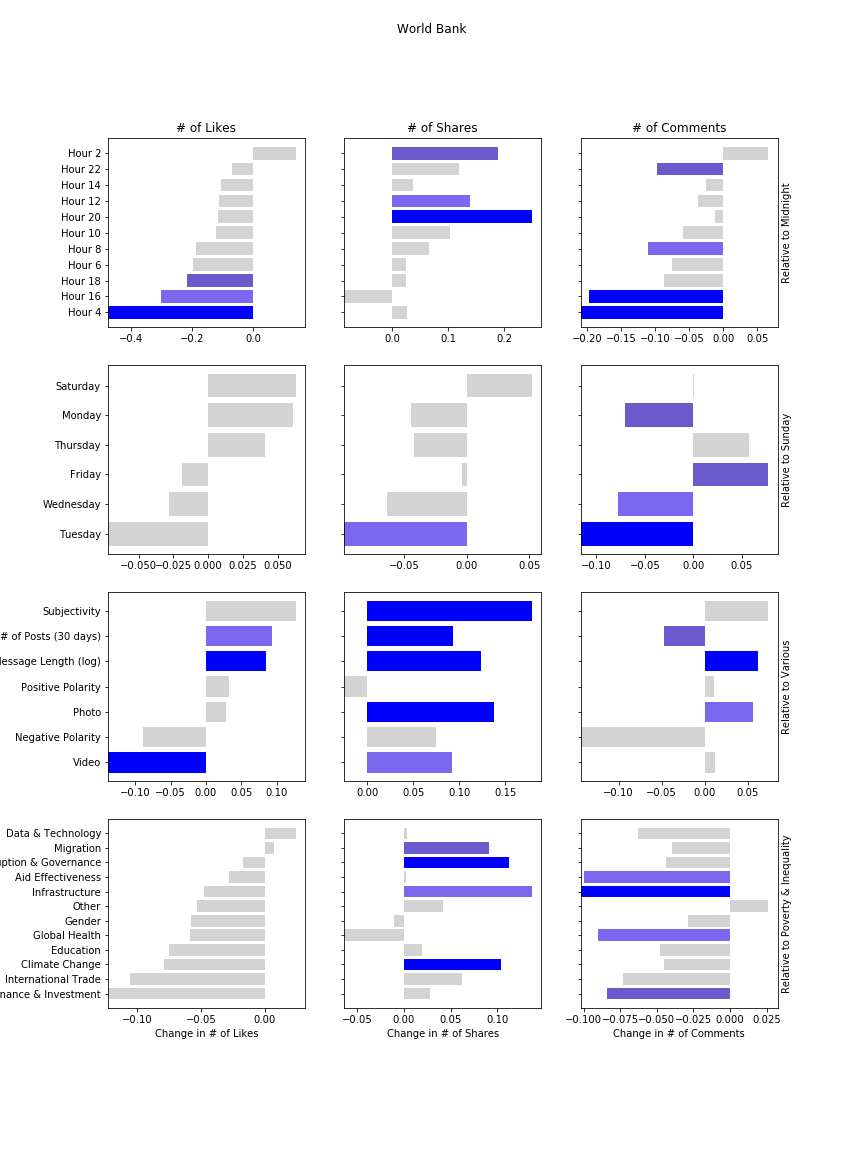 World Bank
# of Likes
# of Shares
# of Comments
Hour 2
Hour 22
Hour 14
Hour 12
Hour 20
Hour 10
Hour 8
Hour 6
Hour 18
Hour 16
Hour 4
Relative to Midnight
−0.4 −0.2 0.0
0.0 0.1 0.2
−0.20 −0.15 −0.10 −0.05 0.00 0.05
Saturday
Monday
Thursday
Friday
Wednesday
Tuesday
Relative to Sunday
−0.050 −0.025 0.000 0.025 0.050
−0.05 0.00 0.05
−0.10 −0.05 0.00 0.05
Subjectivity
# of Posts (30 days)
essage Length (log)
Positive Polarity
Photo
Negative Polarity
Video
Relative to Various
−0.10 −0.05 0.00 0.05 0.10
0.00 0.05 0.10 0.15
−0.10 −0.05 0.00 0.05
Data & Technology
Migration
ption & Governance
Aid Effectiveness
Infrastructure
Other
Gender
Global Health
Education
Climate Change
International Trade
nance & Investment
Relative to Poverty & Inequality
−0.10 −0.05 0.00
−0.05 0.00 0.05 0.10
−0.100 −0.075 −0.050 −0.025 0.000 0.025
Change in # of Likes
Change in # of Shares
Change in # of Comments